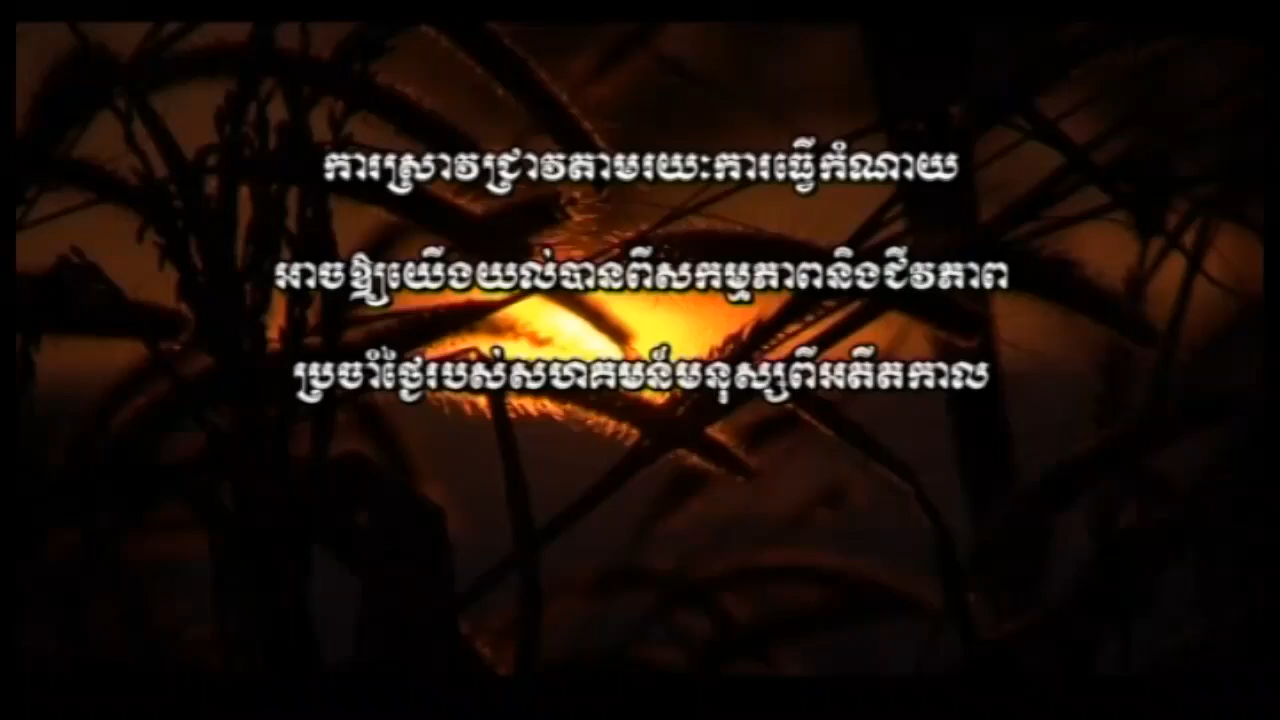 ការស្រាវជ្រាវតាមរយៈការធ្វើកំណាយ
អាចឱ្យយើងយល់បានពីសកម្មភាពនិងជីវភាព
ប្រចាំថ្ងៃរបស់សហគមន៍មនុស្សពីអតីតកាល